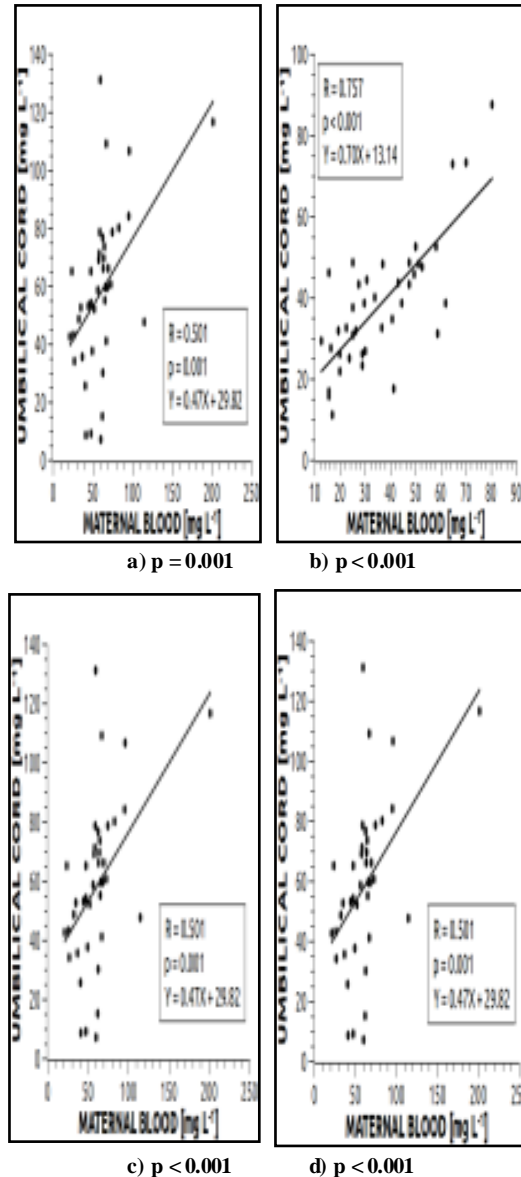 UMBILICAL CORD [mg L⁻¹]
140
120
100
80
60
40
20
0
R = 0.501
p = 0.001
Y = 0.47X + 29.82
0 50 100 150 200 250
MATERNAL BLOOD [mg L⁻¹]
a) p = 0.001
UMBILICAL CORD [mg L⁻¹]
100
80
60
40
20
0
R = 0.757
p < 0.001
Y = 0.70X + 13.14
10 20 30 40 50 60 70 80 90
MATERNAL BLOOD [mg L⁻¹]
b) p < 0.001
UMBILICAL CORD [mg L⁻¹]
140
120
100
80
60
40
20
0
R = 0.501
p = 0.001
Y = 0.47X + 29.82
0 50 100 150 200 250
MATERNAL BLOOD [mg L⁻¹]
c) p < 0.001
UMBILICAL CORD [mg L⁻¹]
140
120
100
80
60
40
20
0
R = 0.501
p = 0.001
Y = 0.47X + 29.82
0 50 100 150 200 250
MATERNAL BLOOD [mg L⁻¹]
d) p < 0.001